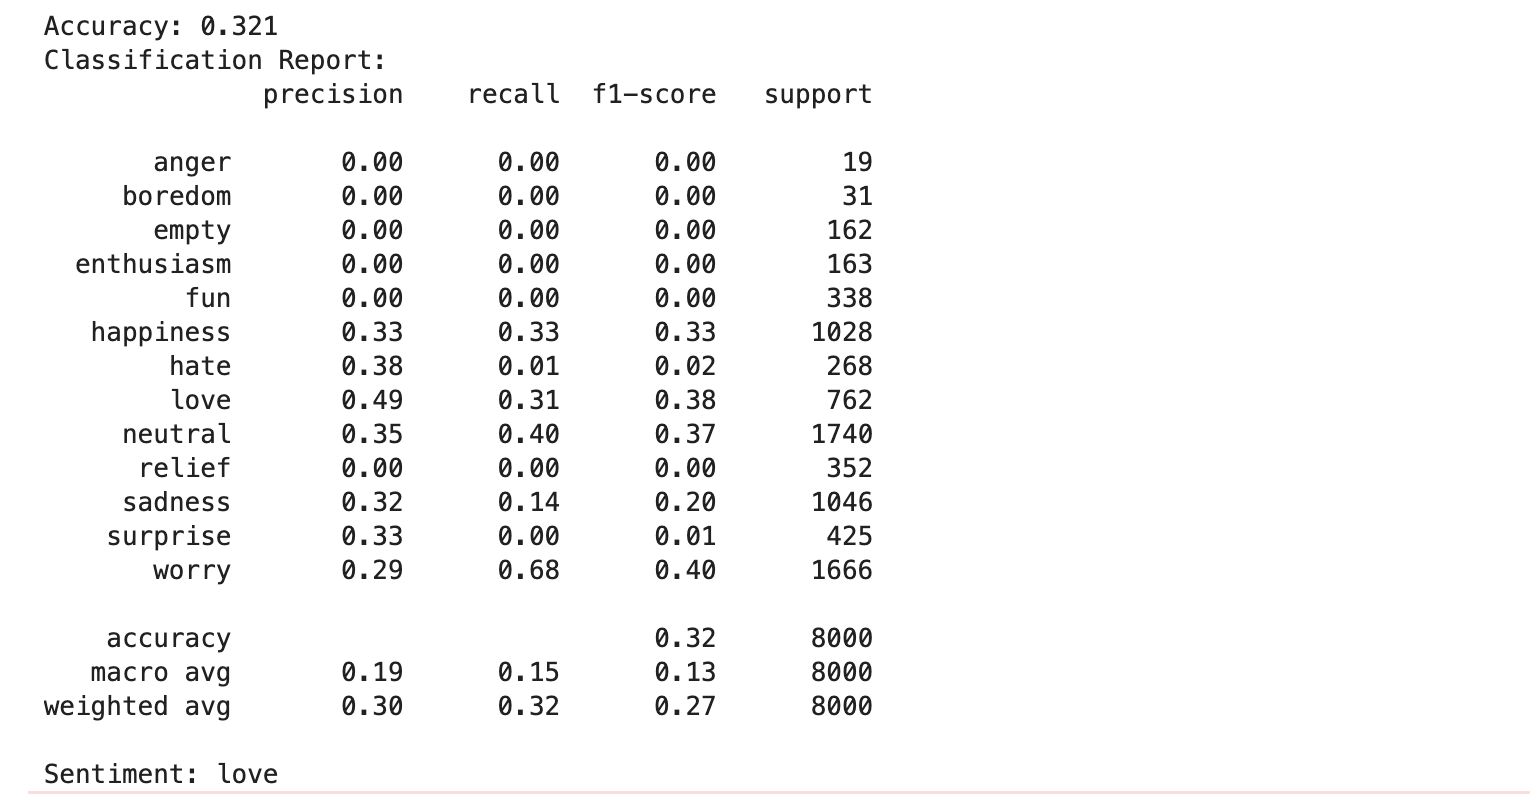 Accuracy: 0.321
Classification Report:
precision recall f1-score support
anger 0.00 0.00 0.00 19
boredom 0.00 0.00 0.00 31
empty 0.00 0.00 0.00 162
enthusiasm 0.00 0.00 0.00 163
fun 0.00 0.00 0.00 338
happiness 0.33 0.33 0.33 1028
hate 0.38 0.01 0.02 268
love 0.49 0.31 0.38 762
neutral 0.35 0.40 0.37 1740
relief 0.00 0.00 0.00 352
sadness 0.32 0.14 0.20 1046
surprise 0.33 0.00 0.01 425
worry 0.29 0.68 0.40 1666
accuracy 0.32 8000
macro avg 0.19 0.15 0.13 8000
weighted avg 0.30 0.32 0.27 8000
Sentiment: love